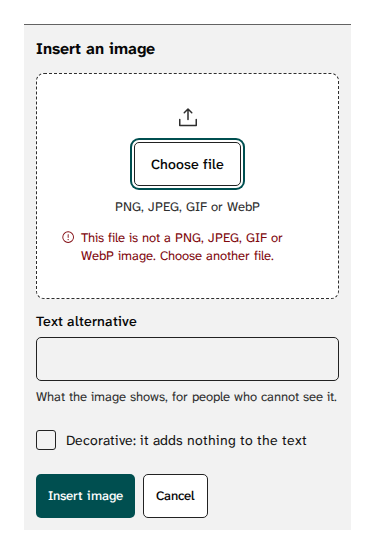 Insert an image
Choose file
PNG, JPEG, GIF or WebP
This file is not a PNG, JPEG, GIF or
WebP image. Choose another file.
Text alternative
What the image shows, for people who cannot see it.
Decorative: it adds nothing to the text
Insert image
Cancel